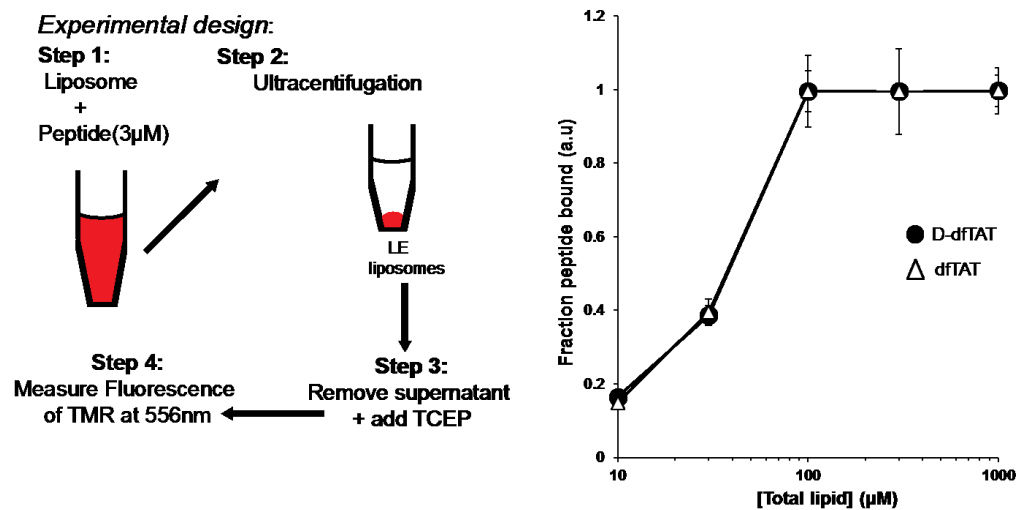 Experimental design:
Step 1:
Liposome
+
Peptide(3µM)
Step 2:
Ultracentifugation
LE
liposomes
Step 3:
Remove supernatant
+ add TCEP
Step 4:
Measure Fluorescence
of TMR at 556nm
Fraction peptide bound (a.u)
1.2
1
0.8
0.6
0.4
0.2
0
10
100
1000
[Total lipid] (µM)
D-dfTAT
dfTAT